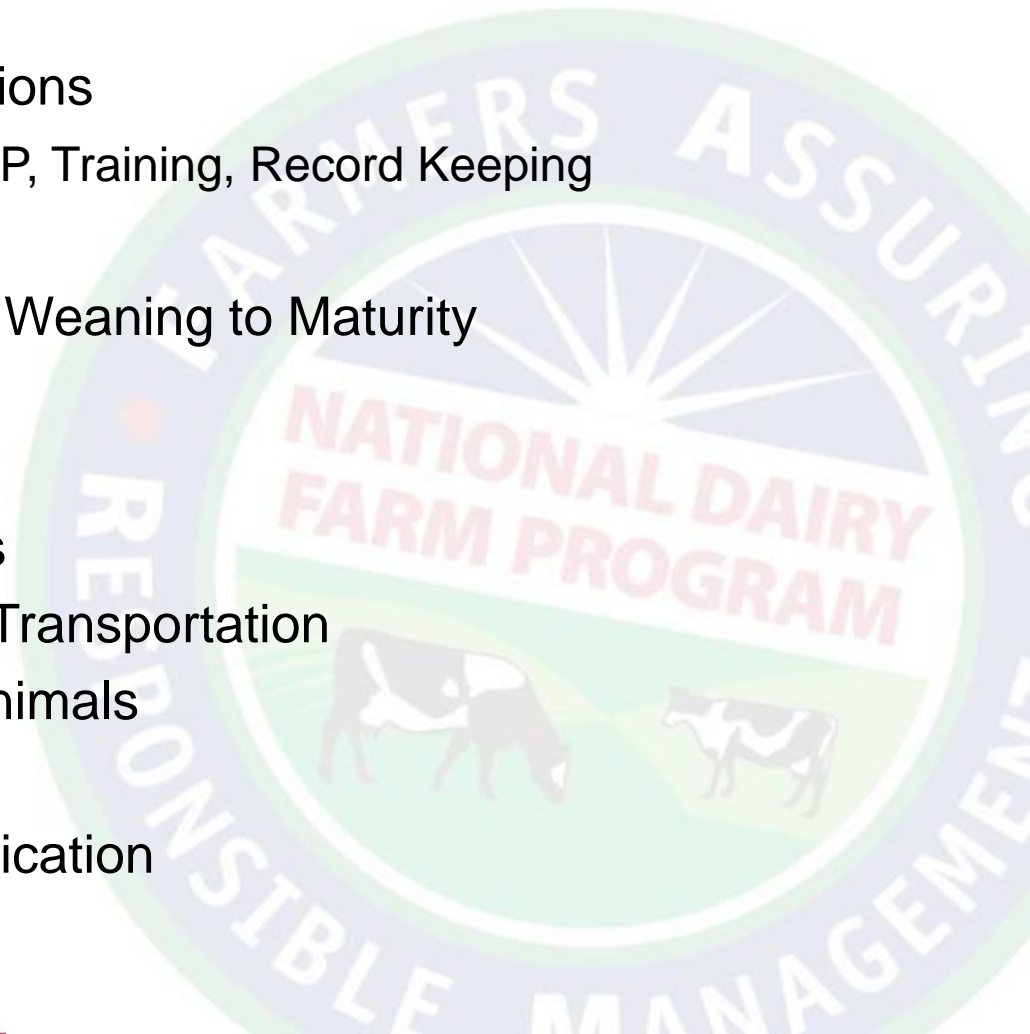 ions
P, Training, Record Keeping
Weaning to Maturity
s
Transportation
nimals
ication
FARMERS ASSURING
RESPONSIBLE MANAGEMENT
NATIONAL DAIRY
FARM PROGRAM